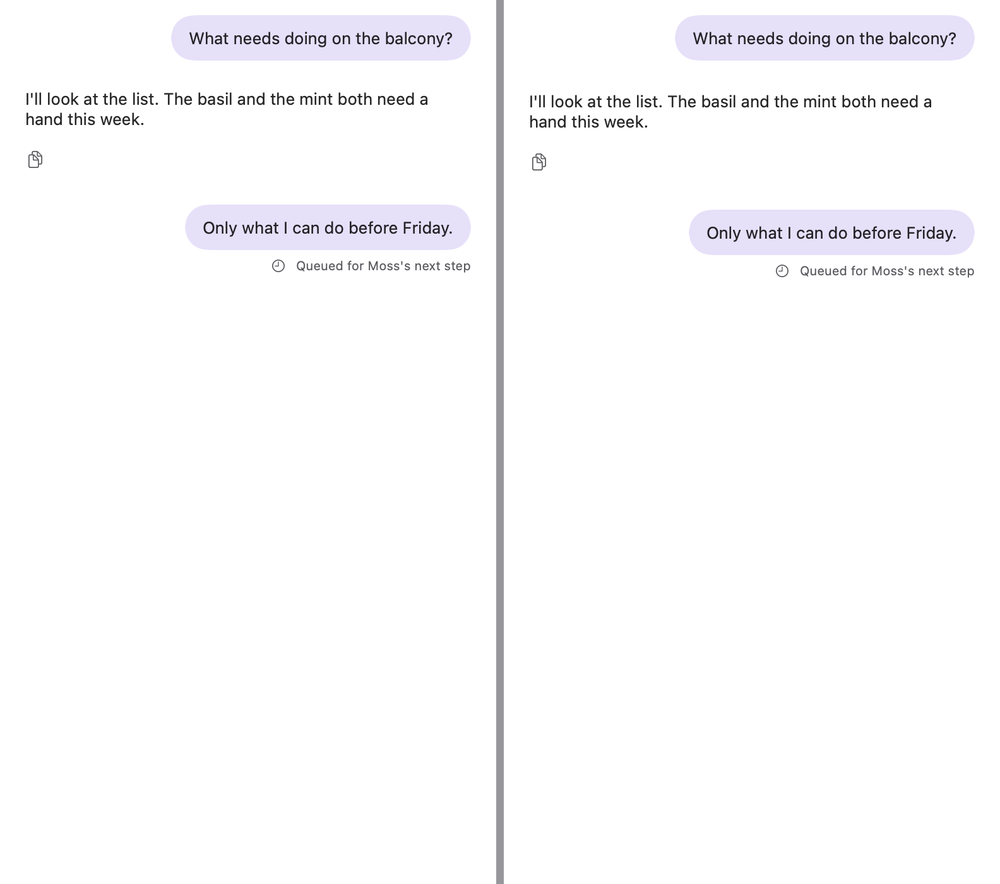 What needs doing on the balcony?
I'll look at the list. The basil and the mint both need a
hand this week.
Only what I can do before Friday.
Queued for Moss's next step
What needs doing on the balcony?
I'll look at the list. The basil and the mint both need a
hand this week.
Only what I can do before Friday.
Queued for Moss's next step